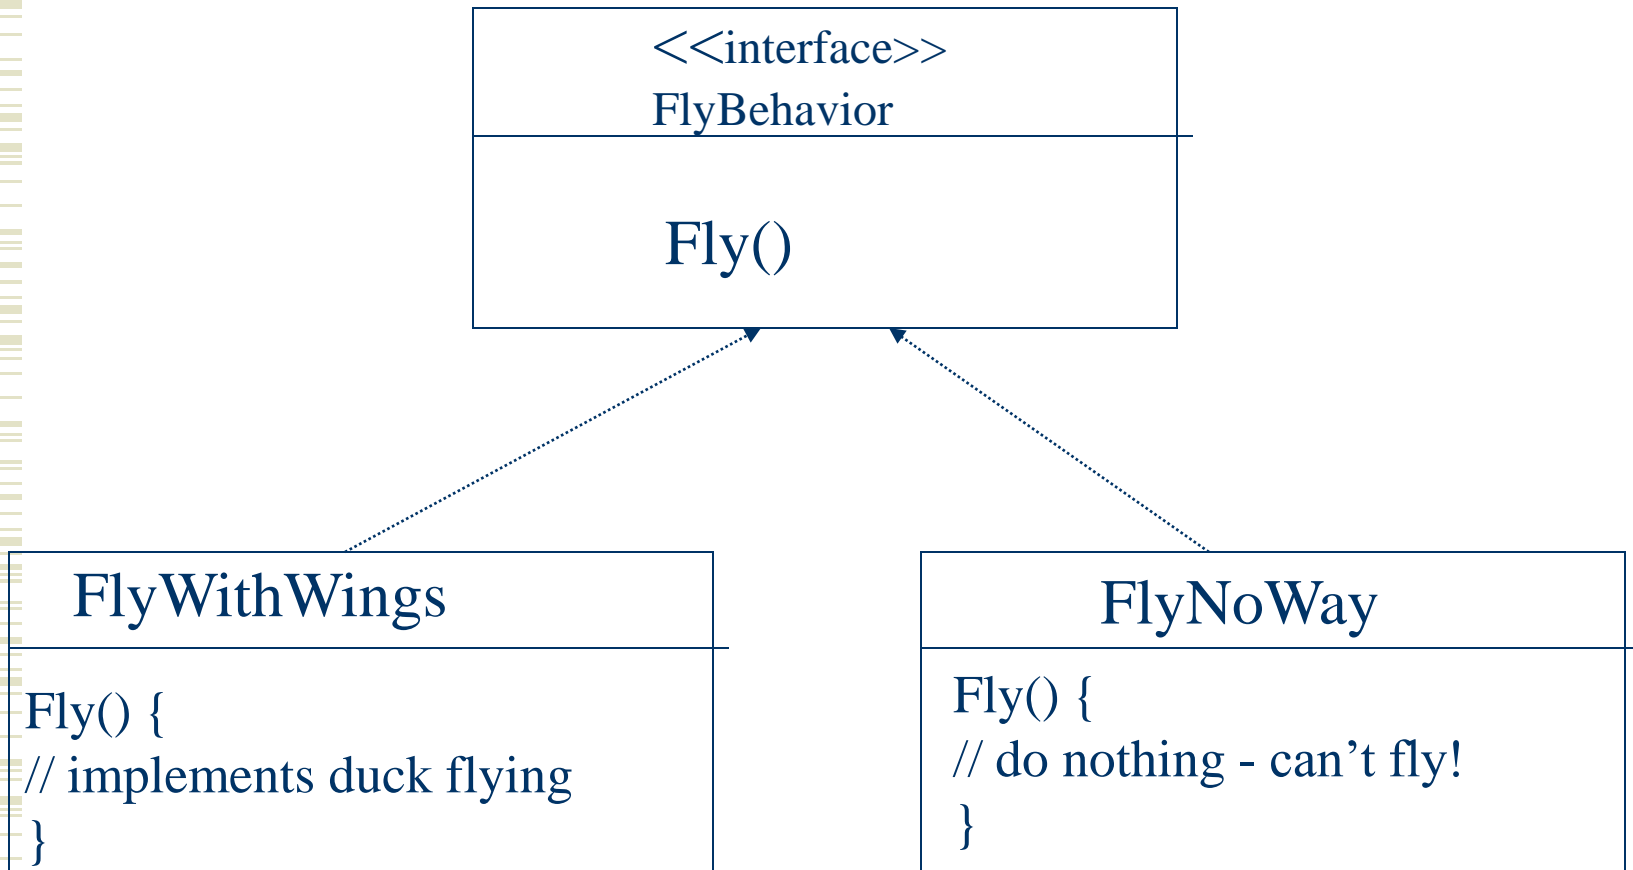 <<interface>>
FlyBehavior
Fly()
FlyWithWings
Fly() {
// implements duck flying
}
FlyNoWay
Fly() {
// do nothing - can’t fly!
}